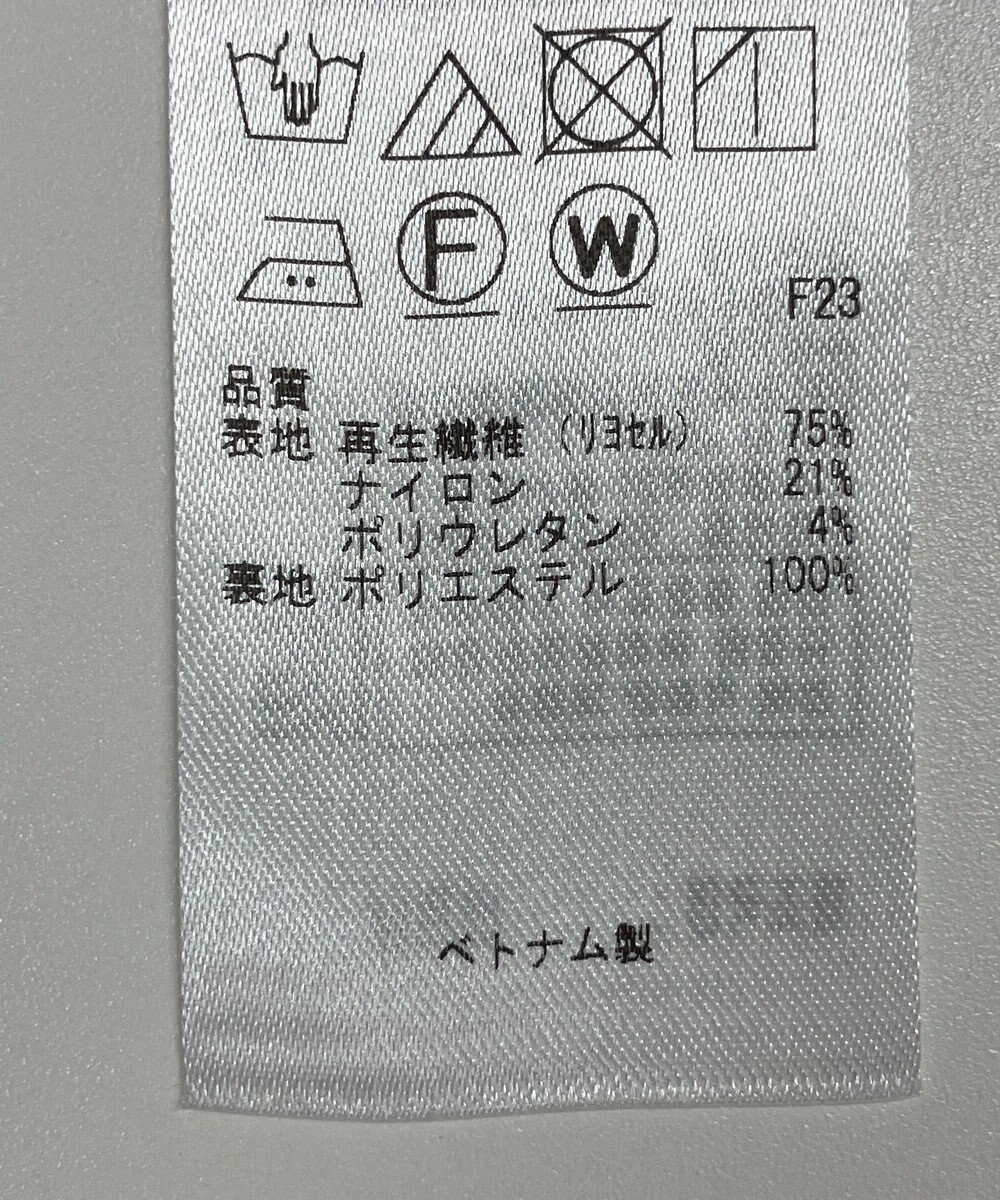 F W
F23
品質
表地 再生繊維 （リヨセル） 75%
ナイロン 21%
ポリウレタン 4%
裏地 ポリエステル 100%
ベトナム製